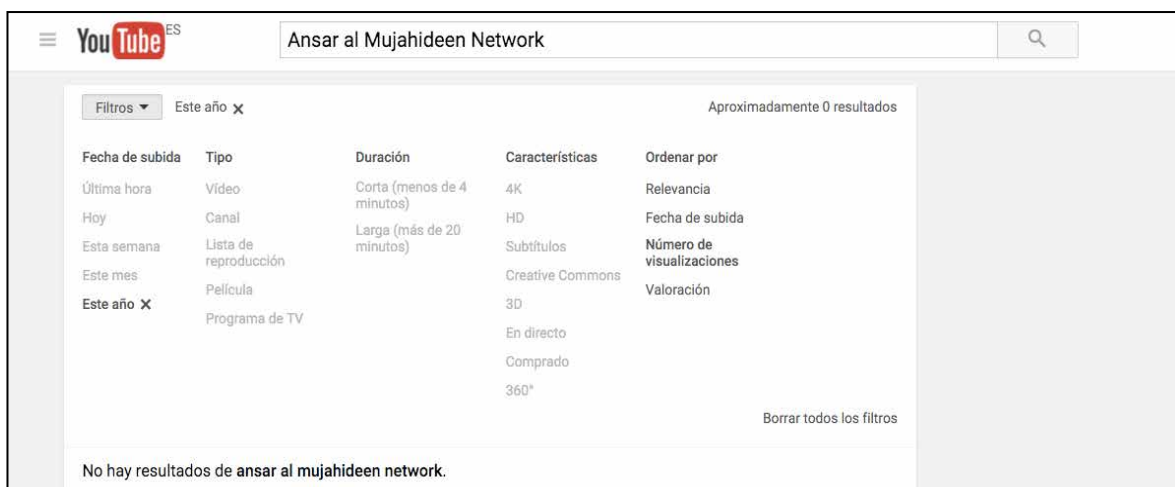 YouTube ES
Ansar al Mujahideen Network
Filtros Este año x
Aproximadamente 0 resultados
Fecha de subida
Última hora
Hoy
Esta semana
Este mes
Este año X
Tipo
Vídeo
Canal
Lista de
reproducción
Película
Programa de TV
Duración
Corta (menos de 4
minutos)
Larga (más de 20
minutos)
Características
4K
HD
Subtítulos
Creative Commons
3D
En directo
Comprado
360°
Ordenar por
Relevancia
Fecha de subida
Número de
visualizaciones
Valoración
Borrar todos los filtros
No hay resultados de ansar al mujahideen network.